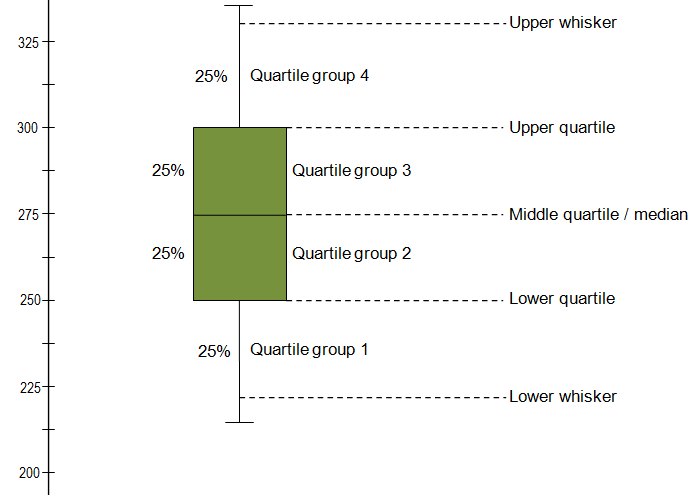 Upper whisker
325
25% Quartile group 4
300
Upper quartile
25% Quartile group 3
275
Middle quartile / median
25% Quartile group 2
250
Lower quartile
25% Quartile group 1
225
Lower whisker
200